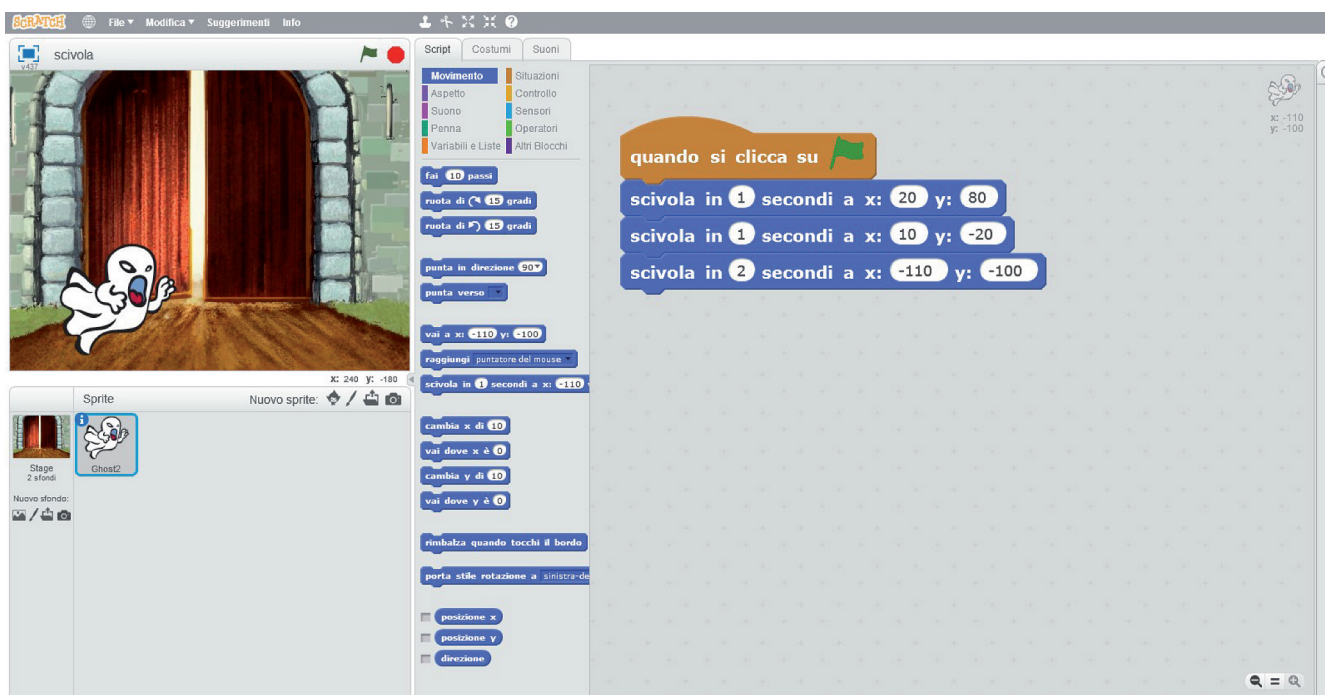 SCRATCH File Modifica Suggerimenti Info
scivola
v437
Script Costumi Suoni
Movimento Situazioni
Aspetto Controllo
Suono Sensori
Penna Operatori
Variabili e Liste Altri Blocchi
fai 10 passi
ruota di 15 gradi
ruota di 15 gradi
punta in direzione 90
punta verso
vai a x: -110 y: -100
raggiungi puntatore del mouse
scivola in 1 secondi a x: -110
cambia x di 10
vai dove x è 0
cambia y di 10
vai dove y è 0
rimbalza quando tocchi il bordo
porta stile rotazione a sinistra-de
posizione x
posizione y
direzione
quando si clicca su
scivola in 1 secondi a x: 20 y: 80
scivola in 1 secondi a x: 10 y: -20
scivola in 2 secondi a x: -110 y: -100
x: -110
y: -100
X: 240 y: -180
Sprite Nuovo sprite:
Stage
2 sfondi
Ghost2
Nuovo sfondo: